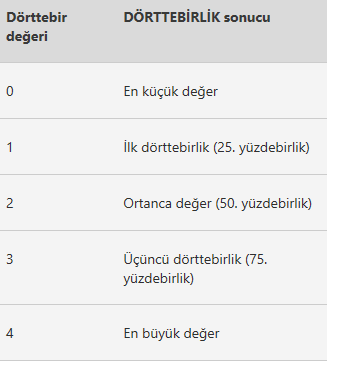 Dörttebir değeri
DÖRTTEBİRLİK sonucu
0
En küçük değer
1
İlk dörttebirlik (25. yüzdebirlik)
2
Ortanca değer (50. yüzdebirlik)
3
Üçüncü dörttebirlik (75.
yüzdebirlik)
4
En büyük değer